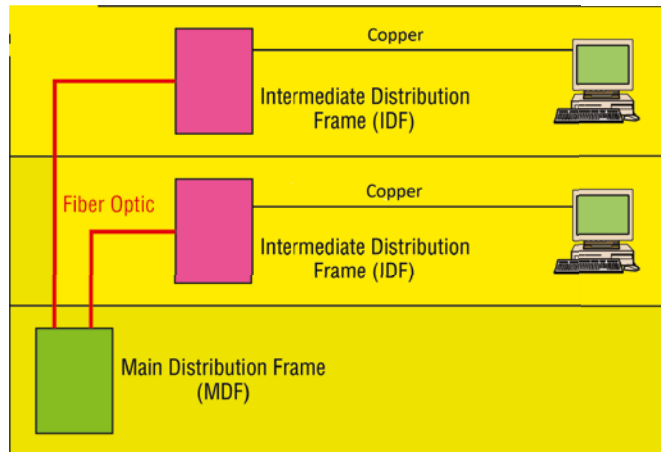 Copper
Intermediate Distribution
Frame (IDF)
Fiber Optic
Copper
Intermediate Distribution
Frame (IDF)
Main Distribution Frame
(MDF)